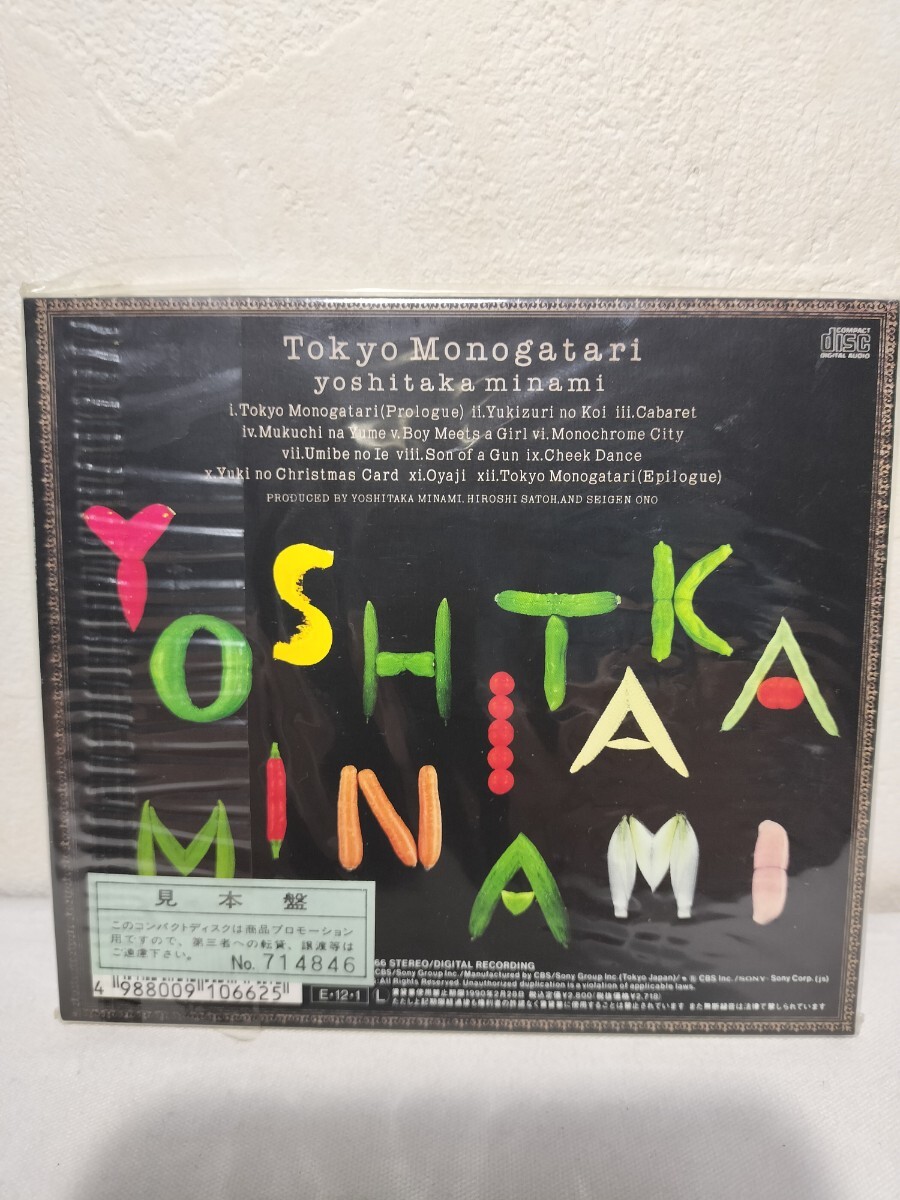 COMPACT
disc
DIGITAL AUDIO
Tokyo Monogatari
yoshitaka minami
i.Tokyo Monogatari(Prologue) ii.Yukizuri no Koi iii.Cabaret
iv.Mukuchi na Yume v.Boy Meets a Girl vi.Monochrome City
vii.Umibe no Ie viii.Son of a Gun ix.Cheek Dance
x.Yuki no Christmas Card xi.Oyaji xii.Tokyo Monogatari(Epilogue)
PRODUCED BY YOSHITAKA MINAMI, HIROSHI SATOH,AND SEIGEN ONO
YOSHITAKA
MINAMI
見本盤
このコンパクトディスクは商品プロモーション
用ですので、第三者への転貸、譲渡等は
ご遠慮下さい。
No. 714846
66 STEREO/DIGITAL RECORDING
CBS/Sony Group Inc./Manufactured by CBS/Sony Group Inc.(Tokyo Japan)/
CBS Inc./SONY Sony Corp.(js)
All Rights Reserved. Unauthorized duplication is a violation of applicable laws.
4 988009 106625
E·12·1 L